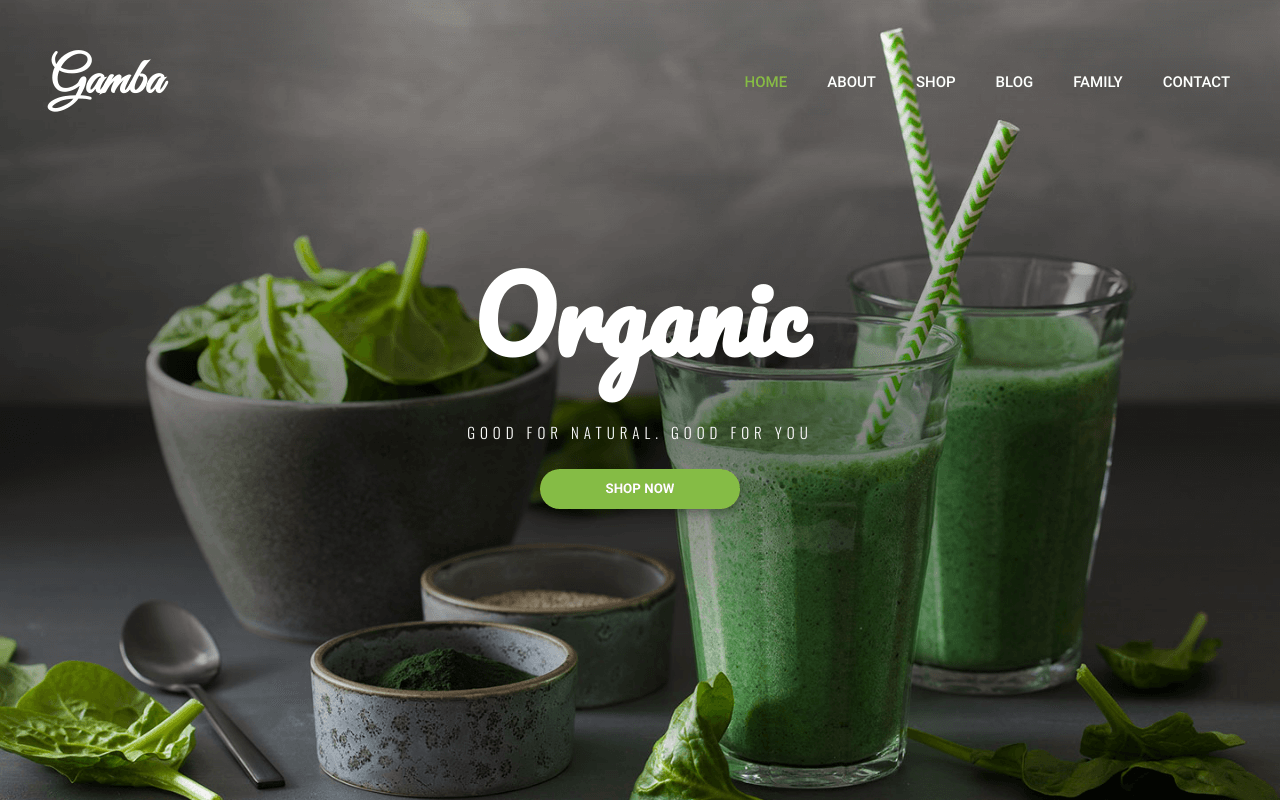 Gamba
HOME ABOUT SHOP BLOG FAMILY CONTACT
Organic
GOOD FOR NATURAL. GOOD FOR YOU
SHOP NOW